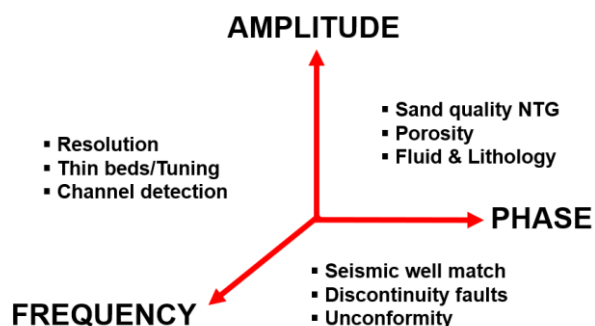 AMPLITUDE
▪ Sand quality NTG
▪ Porosity
▪ Fluid & Lithology
▪ Resolution
▪ Thin beds/Tuning
▪ Channel detection
PHASE
▪ Seismic well match
▪ Discontinuity faults
▪ Unconformity
FREQUENCY